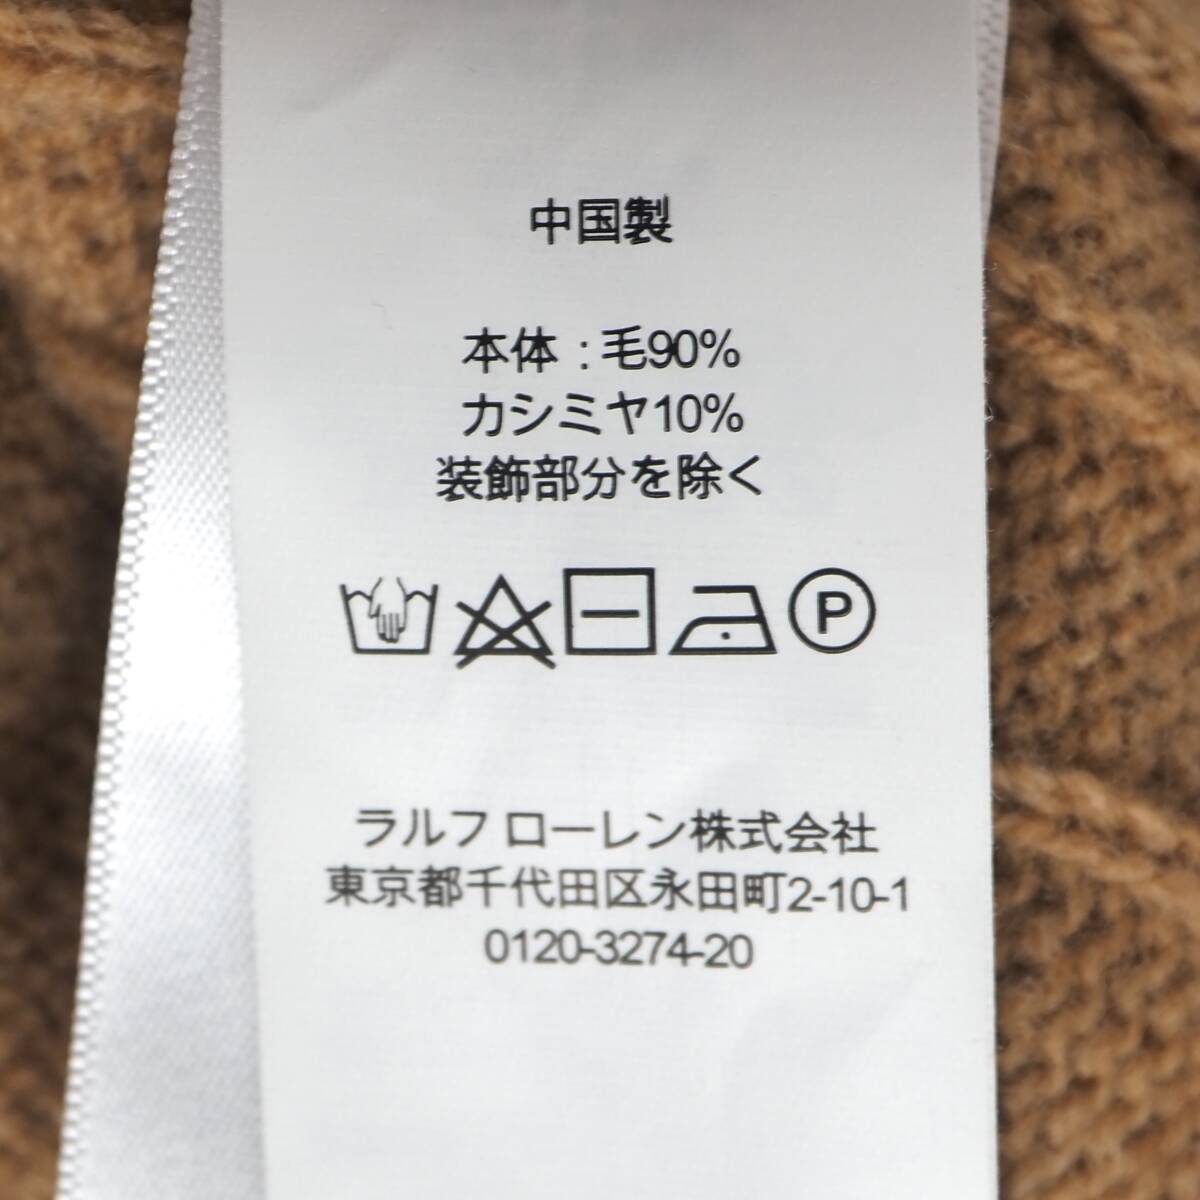 中国製
本体 : 毛90%
カシミヤ10%
装飾部分を除く
P
ラルフ ローレン株式会社
東京都千代田区永田町2-10-1
0120-3274-20